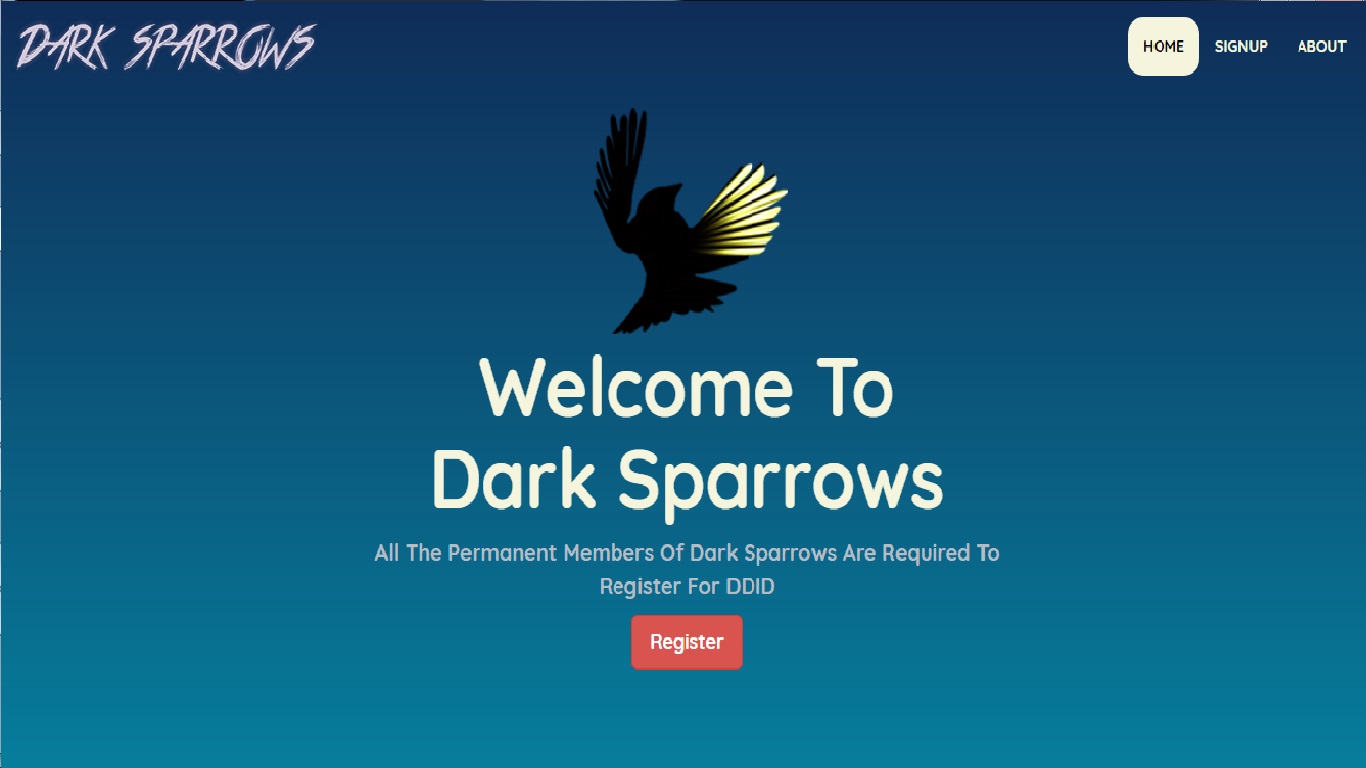 DARK SPARROWS
HOME SIGNUP ABOUT
Welcome To
Dark Sparrows
All The Permanent Members Of Dark Sparrows Are Required To
Register For DDID
Register